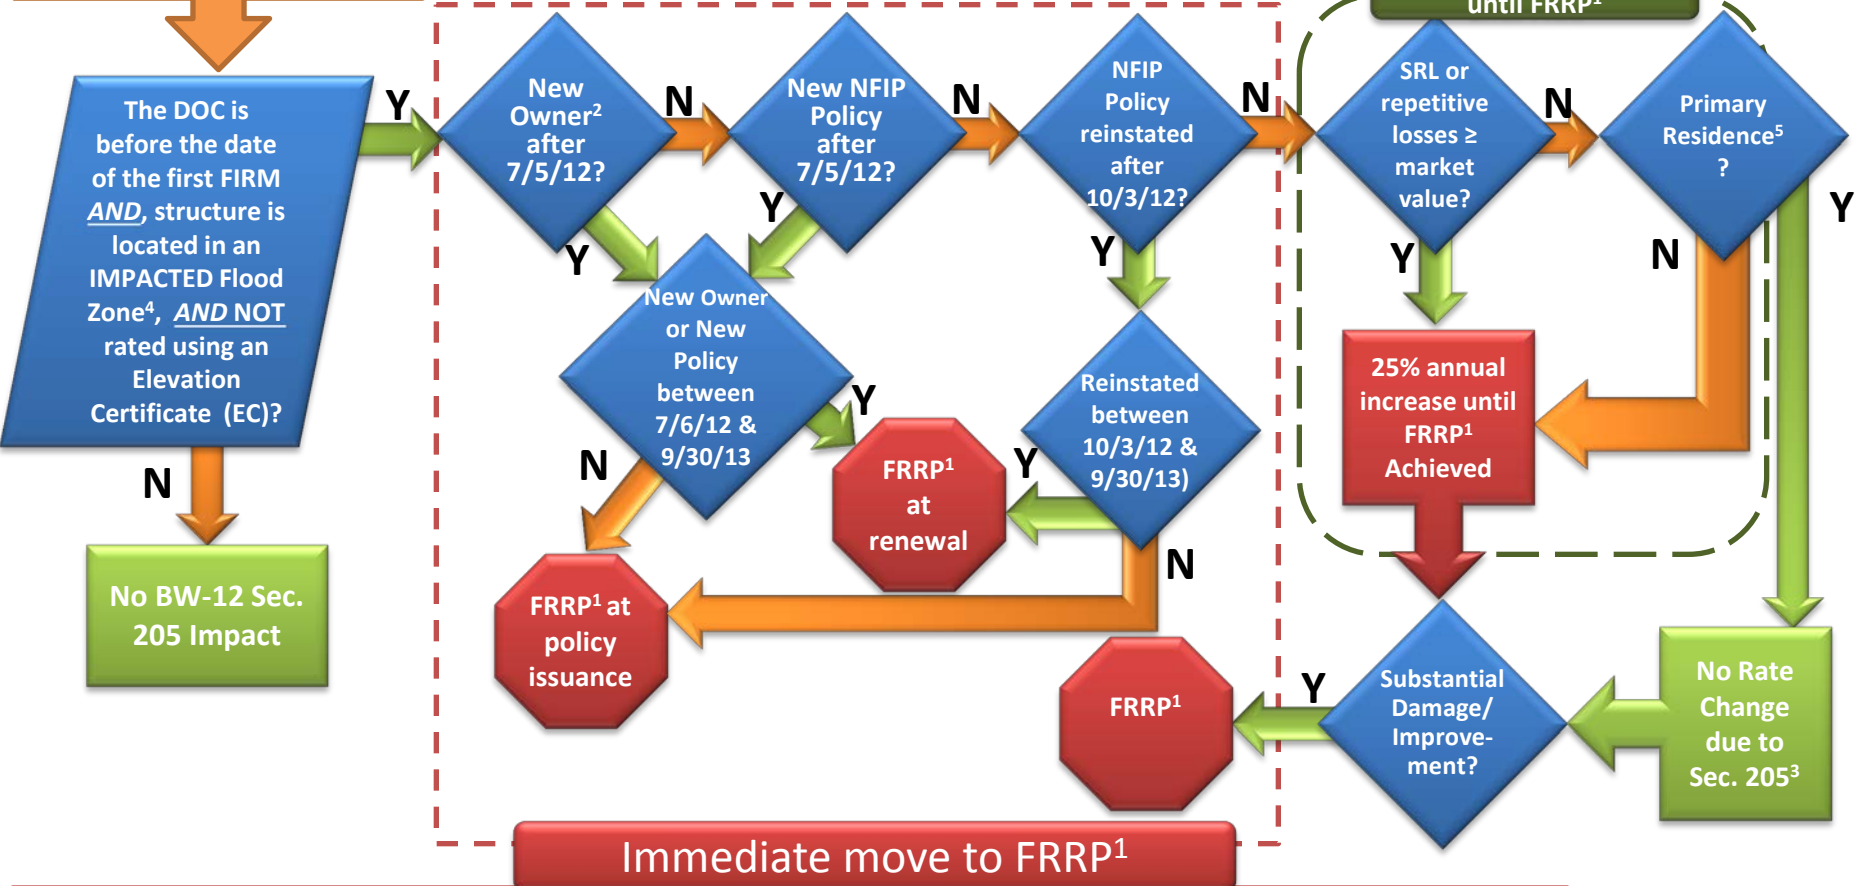 until FRRP1
The DOC is
before the date
of the first FIRM
AND, structure is
located in an
IMPACTED Flood
Zone4, AND NOT
rated using an
Elevation
Certificate (EC)?
Y
N
No BW-12 Sec.
205 Impact
New
Owner2
after
7/5/12?
N
Y
New NFIP
Policy
after
7/5/12?
N
Y
NFIP
Policy
reinstated
after
10/3/12?
N
Y
New Owner
or New
Policy
between
7/6/12 &
9/30/13
Y
N
Reinstated
between
10/3/12 &
9/30/13)
Y
N
FRRP1
at
renewal
FRRP1 at
policy
issuance
SRL or
repetitive
losses ≥
market
value?
N
Y
Primary
Residence5
?
N
Y
25% annual
increase until
FRRP1
Achieved
Substantial
Damage/
Improve-
ment?
Y
FRRP1
No Rate
Change
due to
Sec. 2053
Immediate move to FRRP1